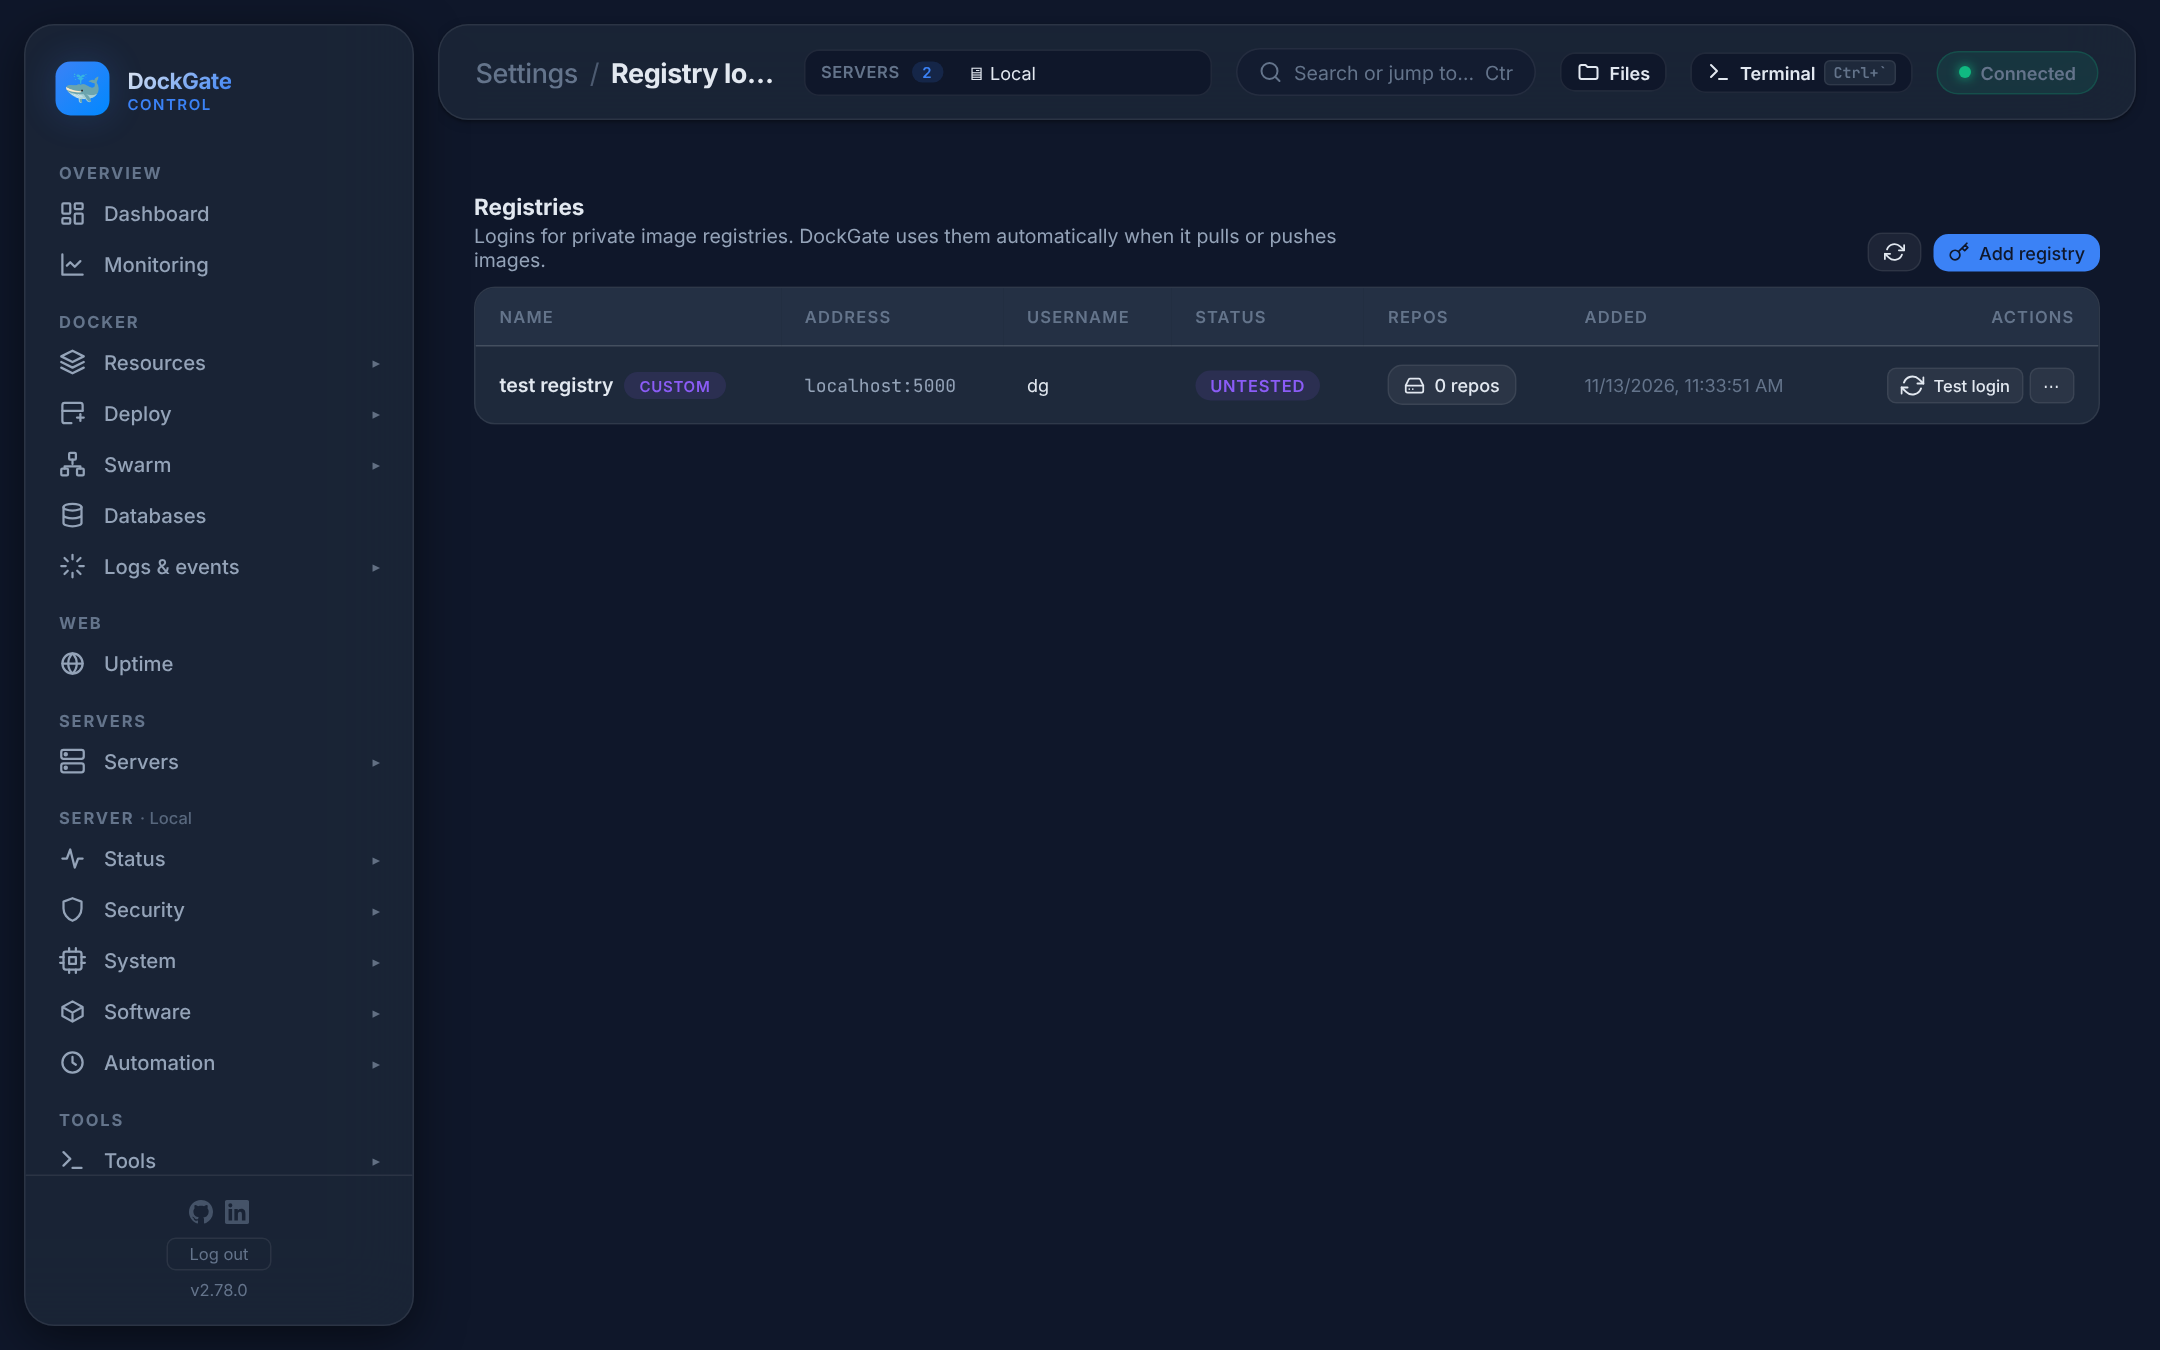 DockGate
CONTROL
OVERVIEW
Dashboard
Monitoring
DOCKER
Resources
Deploy
Swarm
Databases
Logs & events
WEB
Uptime
SERVERS
Servers
SERVER · Local
Status
Security
System
Software
Automation
TOOLS
Tools
Log out
v2.78.0
Settings / Registry lo...
SERVERS 2 Local
Search or jump to... Ctr
Files
Terminal Ctrl+`
Connected
Registries
Logins for private image registries. DockGate uses them automatically when it pulls or pushes
images.
Add registry
NAME ADDRESS USERNAME STATUS REPOS ADDED ACTIONS
test registry CUSTOM localhost:5000 dg UNTESTED 0 repos 11/13/2026, 11:33:51 AM Test login ...